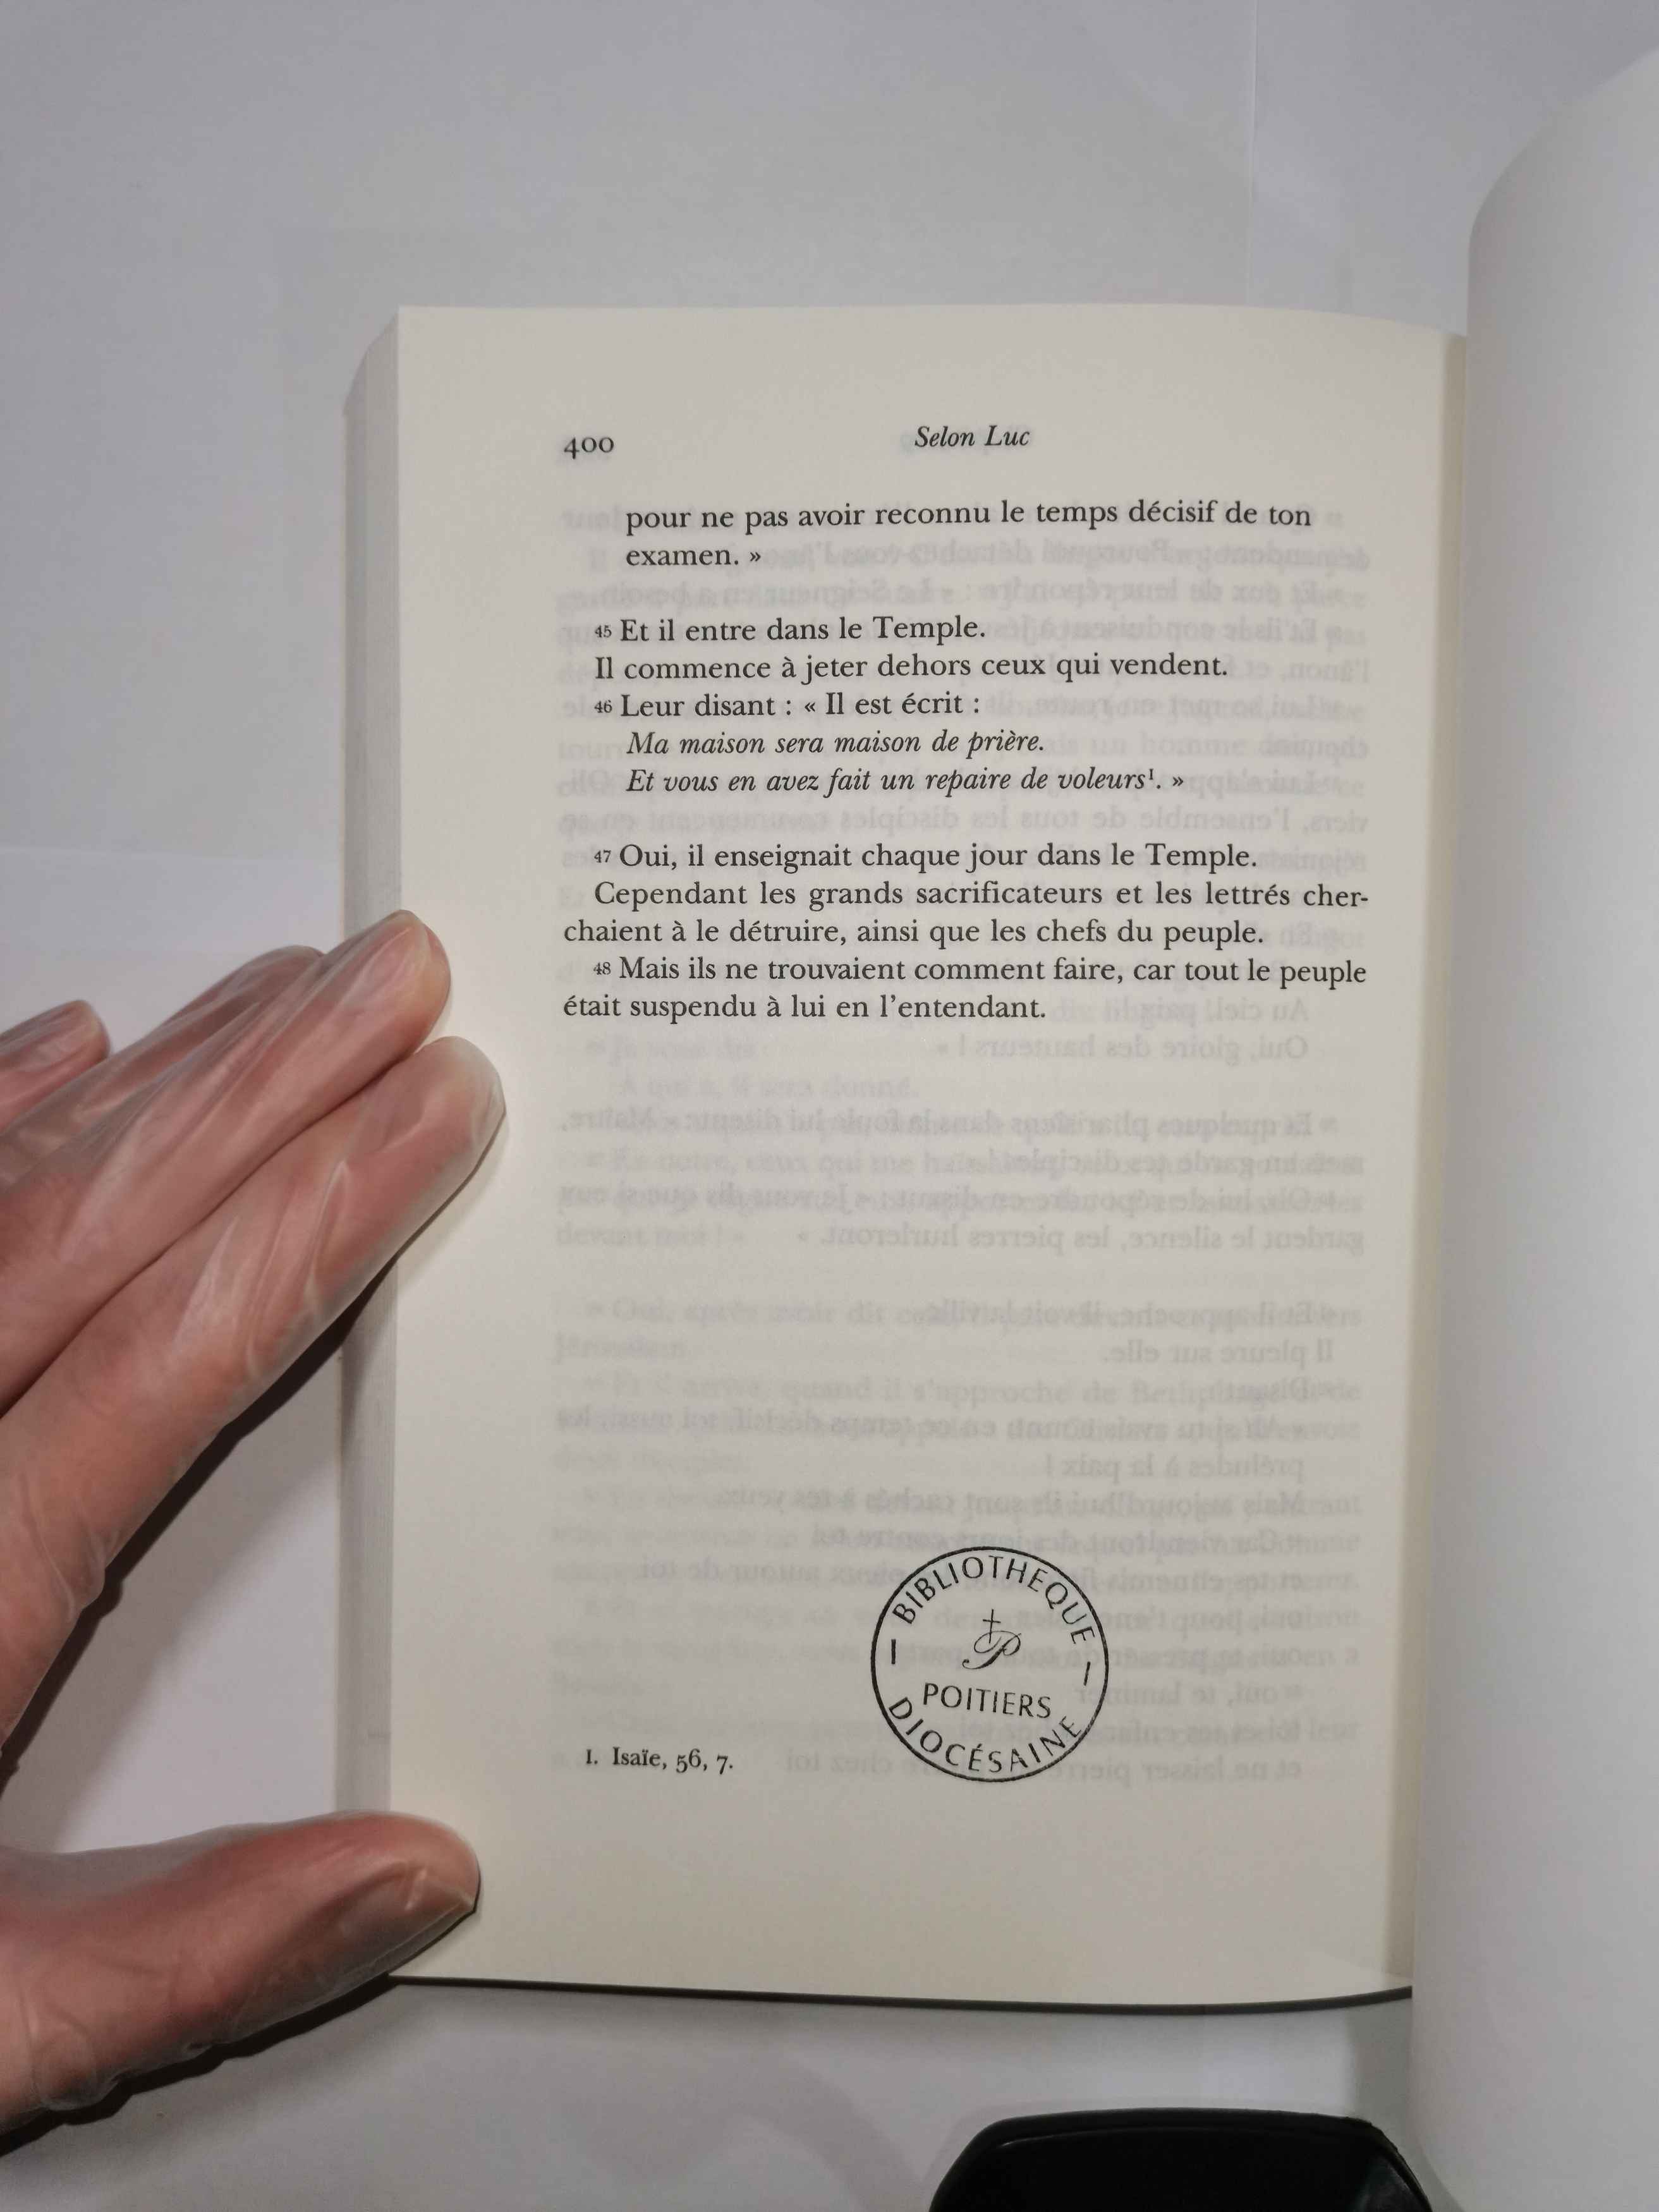 400
Selon Luc
pour ne pas avoir reconnu le temps décisif de ton
examen. »
45 Et il entre dans le Temple.
Il commence à jeter dehors ceux qui vendent.
46 Leur disant : « Il est écrit :
Ma maison sera maison de prière.
Et vous en avez fait un repaire de voleurs¹. »
47 Oui, il enseignait chaque jour dans le Temple.
Cependant les grands sacrificateurs et les lettrés cher-
chaient à le détruire, ainsi que les chefs du peuple.
48 Mais ils ne trouvaient comment faire, car tout le peuple
était suspendu à lui en l'entendant.
BIBLIOTHEQUE
P
POITIERS
DIOCÉSAINE
1. Isaïe, 56, 7.